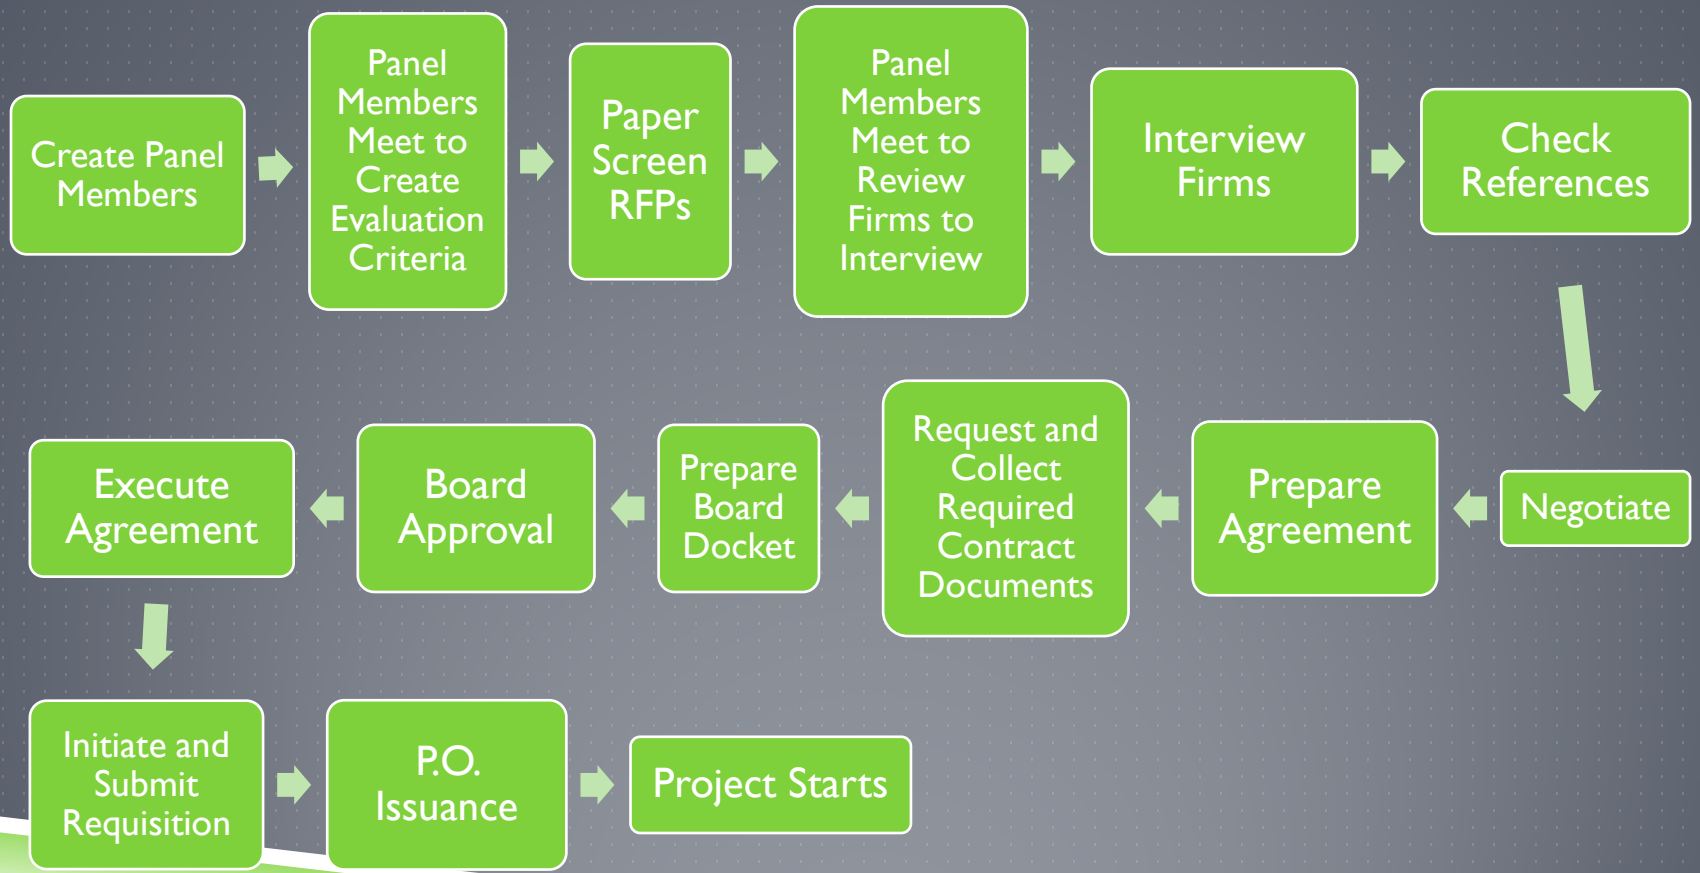 Create Panel
Members
Panel
Members
Meet to
Create
Evaluation
Criteria
Paper
Screen
RFPs
Panel
Members
Meet to
Review
Firms to
Interview
Interview
Firms
Check
References
Negotiate
Prepare
Agreement
Request and
Collect
Required
Contract
Documents
Prepare
Board
Docket
Board
Approval
Execute
Agreement
Initiate and
Submit
Requisition
P.O.
Issuance
Project Starts